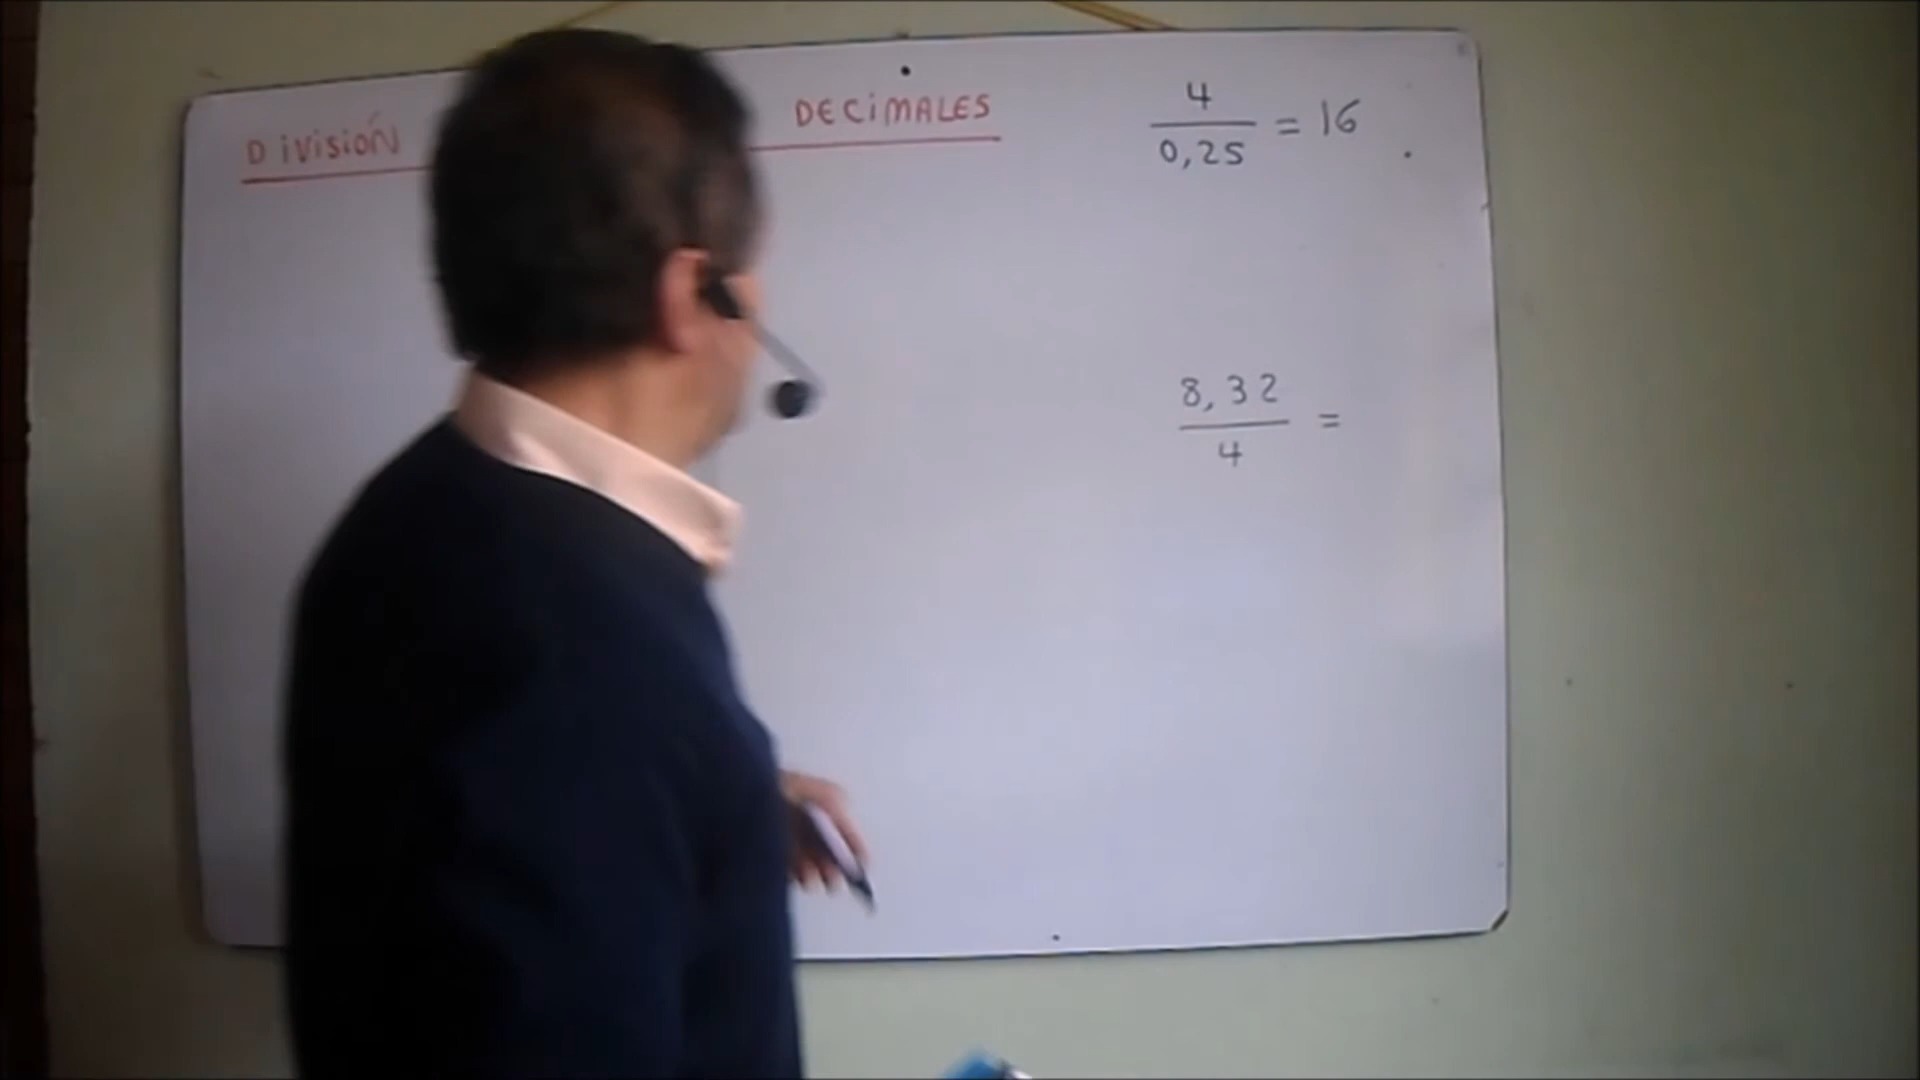 DiVisióN DECiMALES
4
0,25 = 16
8,32
4 =